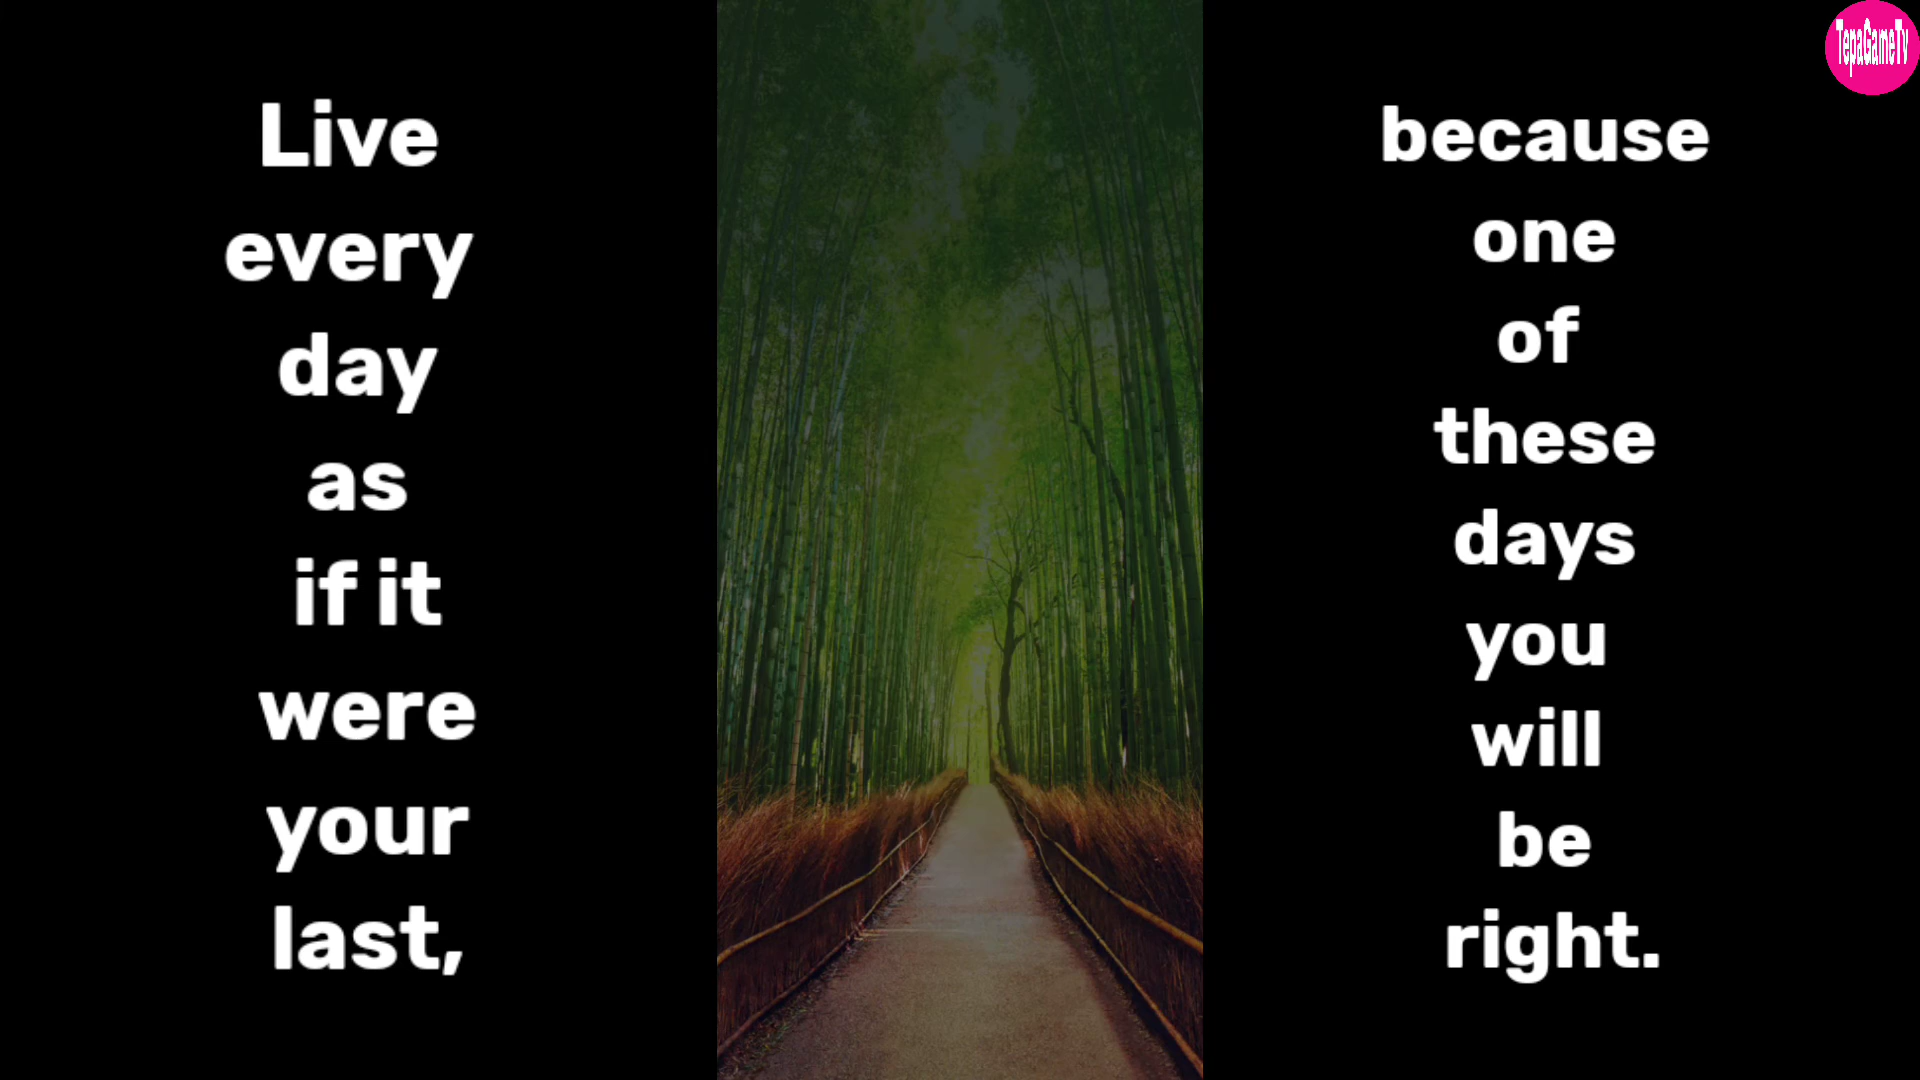 Live
every
day
as
if it
were
your
last,
because
one
of
these
days
you
will
be
right.
TepaGameTv